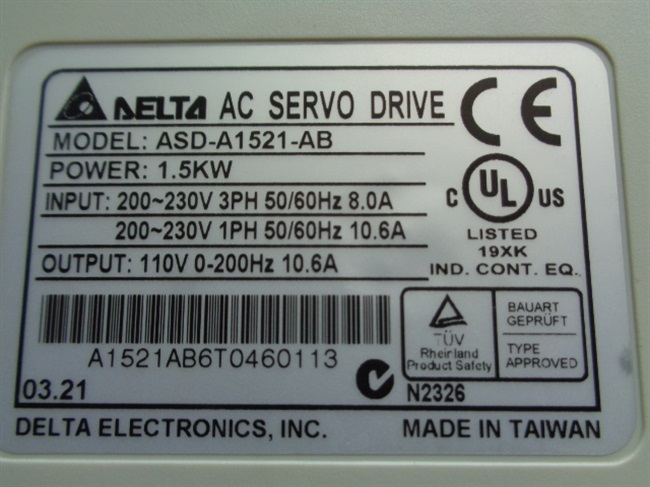 DELTA AC SERVO DRIVE
CE
MODEL: ASD-A1521-AB
POWER: 1.5KW
INPUT: 200~230V 3PH 50/60Hz 8.0A
200~230V 1PH 50/60Hz 10.6A
OUTPUT: 110V 0-200Hz 10.6A
C UL US
LISTED
19XK
IND. CONT. EQ.
A1521AB6T0460113
TÜV
Rheinland
Product Safety
BAUART
GEPRÜFT
TYPE
APPROVED
03.21
N2326
DELTA ELECTRONICS, INC. MADE IN TAIWAN